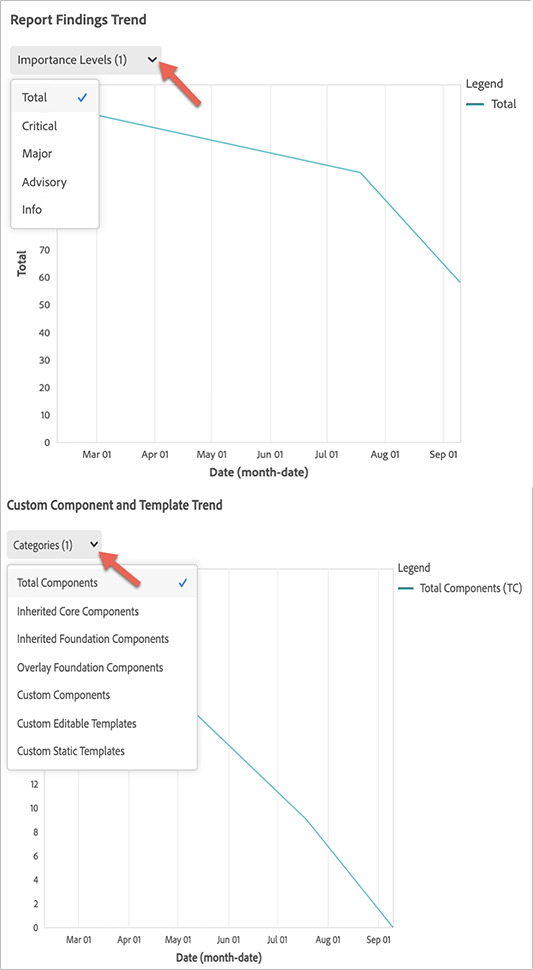 Report Findings Trend
Importance Levels (1)
Legend
Total
Total
Critical
Major
Advisory
Info
70
60
50
40
30
20
10
0
Total
Mar 01 Apr 01 May 01 Jun 01 Jul 01 Aug 01 Sep 01
Date (month-date)
Custom Component and Template Trend
Categories (1)
Legend
Total Components (TC)
Total Components
Inherited Core Components
Inherited Foundation Components
Overlay Foundation Components
Custom Components
Custom Editable Templates
Custom Static Templates
12
10
8
6
4
2
0
Mar 01 Apr 01 May 01 Jun 01 Jul 01 Aug 01 Sep 01
Date (month-date)